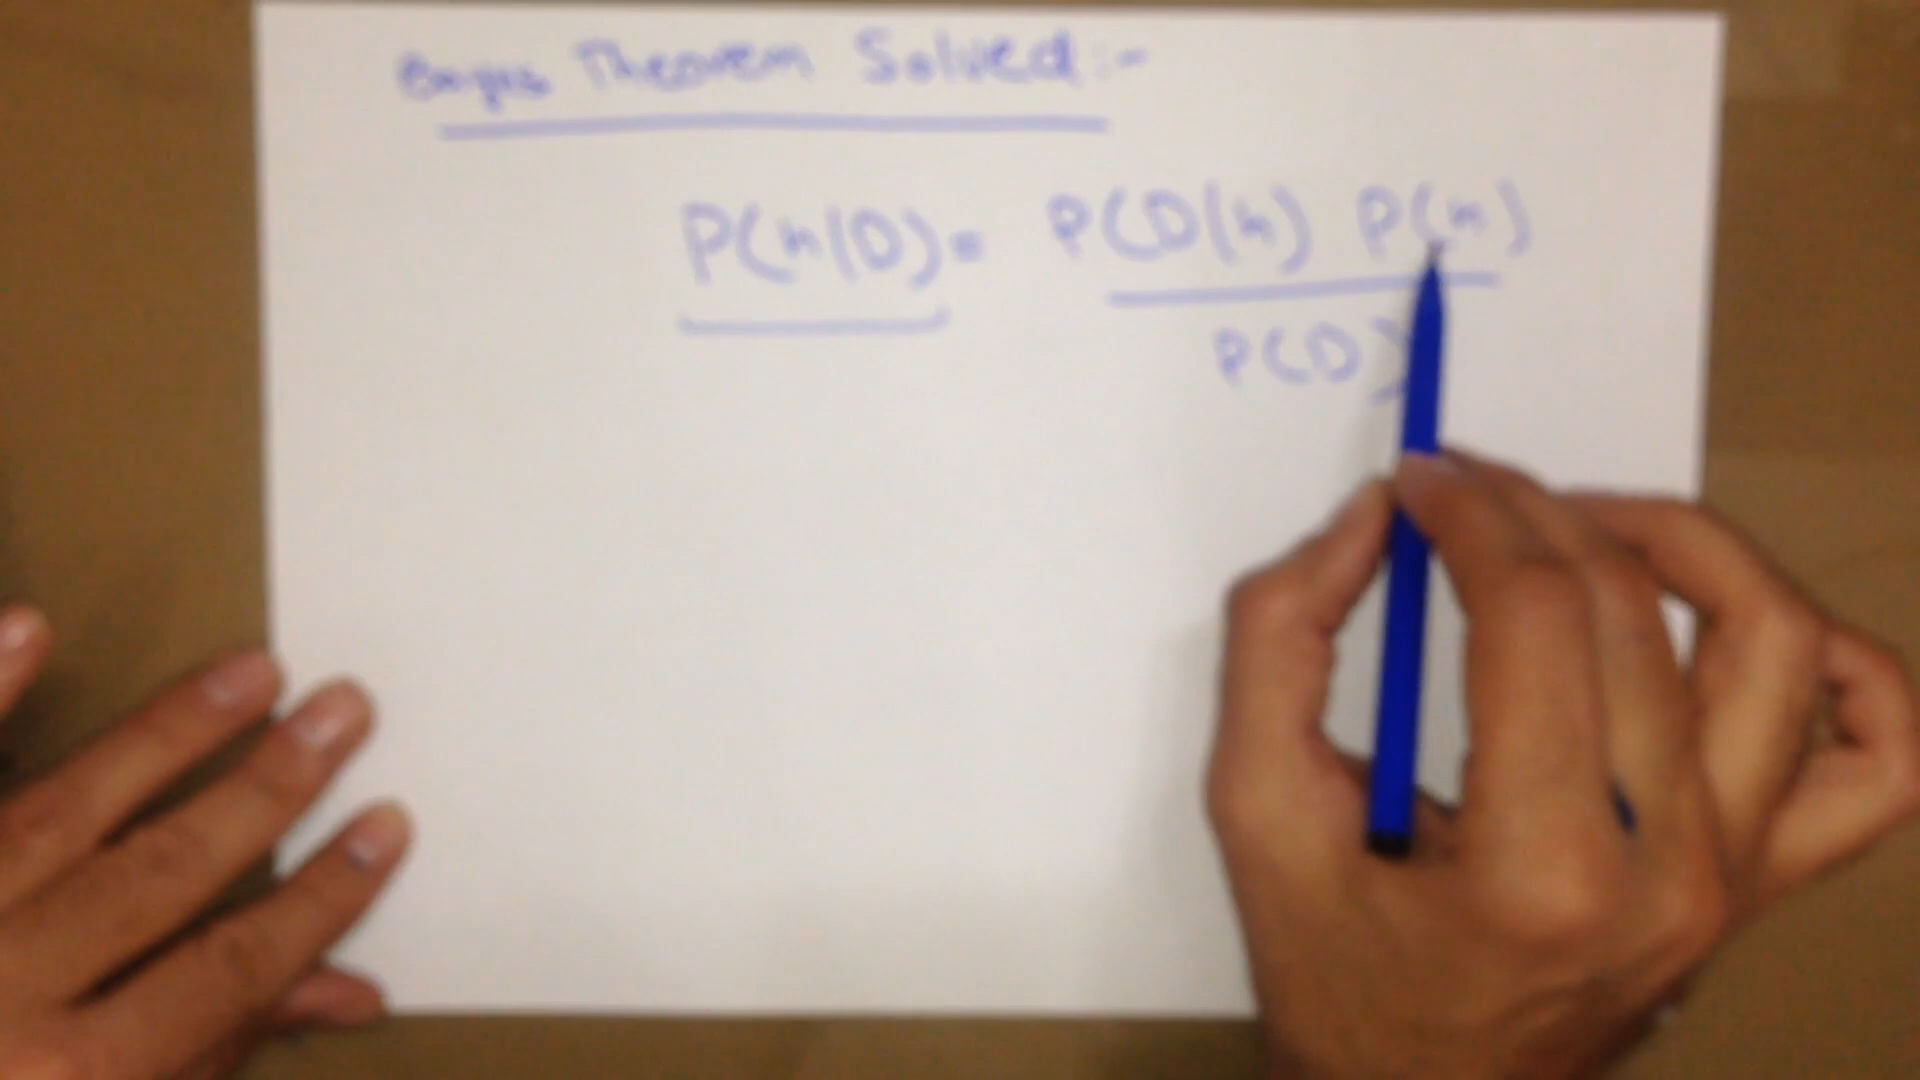 Bayes Theorem Solved:-
P(h|D) = P(D|h) P(h)
P(D)